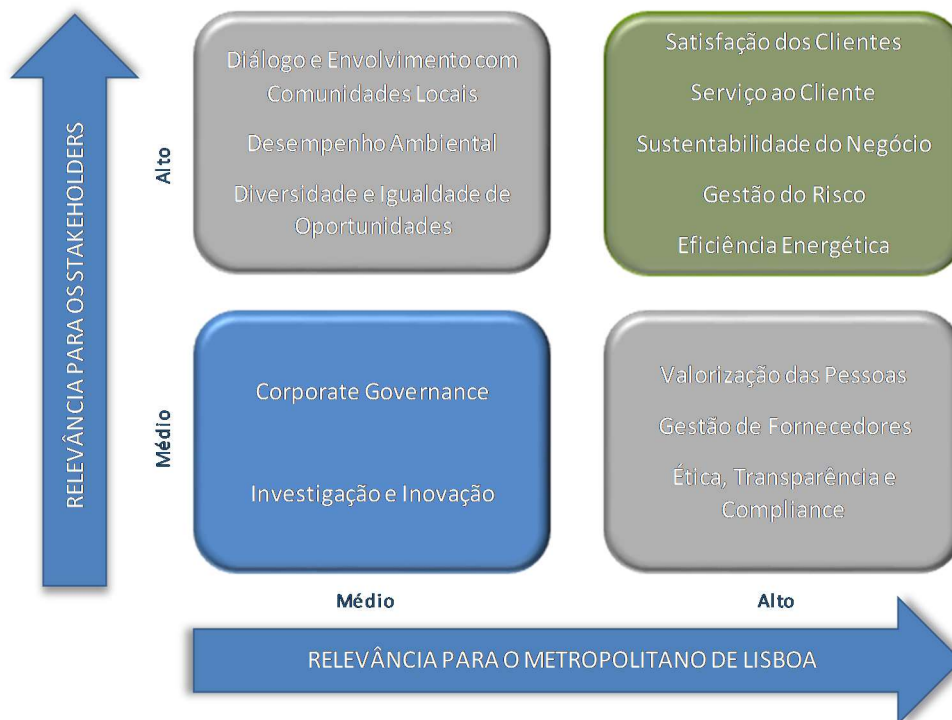 RELEVÂNCIA PARA OS STAKEHOLDERS
Alto
Diálogo e Envolvimento com
Comunidades Locais
Desempenho Ambiental
Diversidade e Igualdade de
Oportunidades
Satisfação dos Clientes
Serviço ao Cliente
Sustentabilidade do Negócio
Gestão do Risco
Eficiência Energética
Médio
Corporate Governance
Investigação e Inovação
Valorização das Pessoas
Gestão de Fornecedores
Ética, Transparência e
Compliance
Médio
Alto
RELEVÂNCIA PARA O METROPOLITANO DE LISBOA